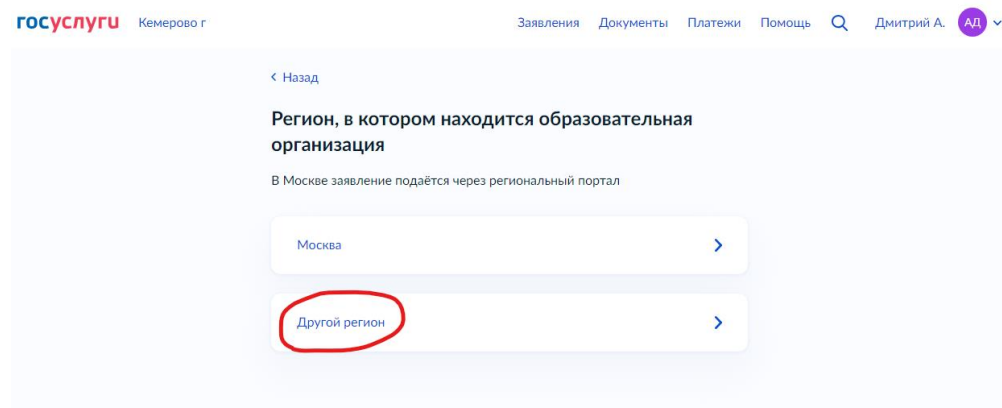 госуслуги Кемерово г Заявления Документы Платежи Помощь Дмитрий А. АД
Назад
Регион, в котором находится образовательная
организация
В Москве заявление подаётся через региональный портал
Москва
Другой регион